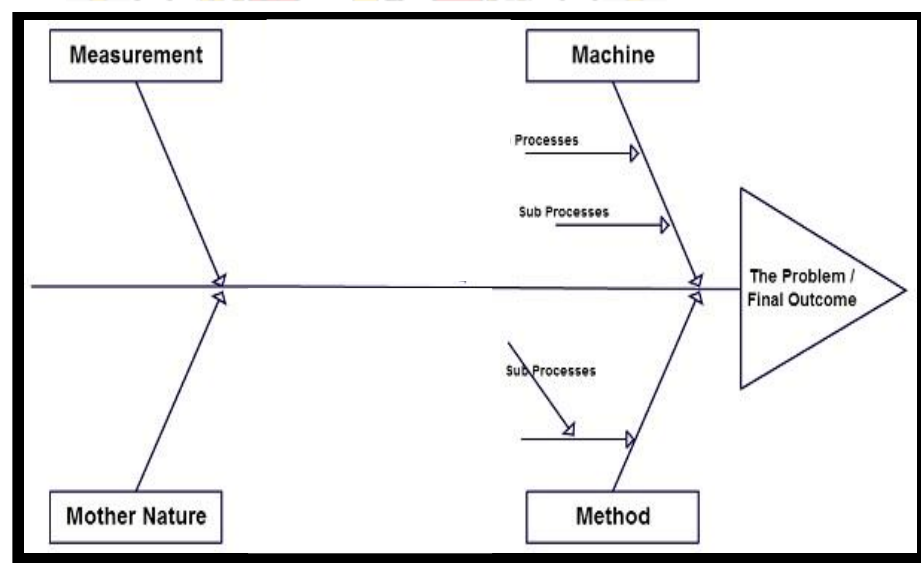 Measurement
Machine
Processes
Sub Processes
The Problem /
Final Outcome
Sub Processes
Mother Nature
Method